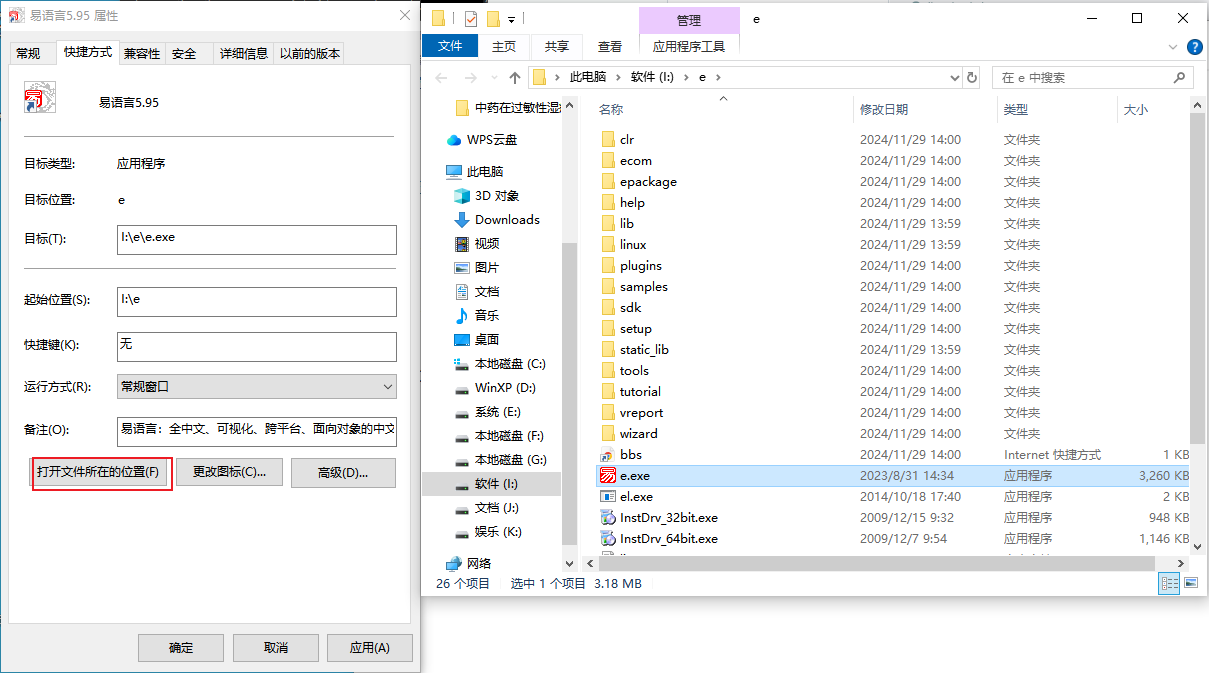 易语言5.95 属性
常规 快捷方式 兼容性 安全 详细信息 以前的版本
易语言5.95
目标类型: 应用程序
目标位置: e
目标(T): I:\e\e.exe
起始位置(S): I:\e
快捷键(K): 无
运行方式(R): 常规窗口
备注(O): 易语言：全中文、可视化、跨平台、面向对象的中文
打开文件所在的位置(F) 更改图标(C)... 高级(D)...
确定 取消 应用(A)
管理 e
文件 主页 共享 查看 应用程序工具
此电脑 软件 (I:) e
在 e 中搜索
中药在过敏性湿
WPS云盘
此电脑
3D 对象
Downloads
视频
图片
文档
音乐
桌面
本地磁盘 (C:)
WinXP (D:)
系统 (E:)
本地磁盘 (F:)
本地磁盘 (G:)
软件 (I:)
文档 (J:)
娱乐 (K:)
网络
名称 修改日期 类型 大小
clr 2024/11/29 14:00 文件夹
ecom 2024/11/29 14:00 文件夹
epackage 2024/11/29 14:00 文件夹
help 2024/11/29 14:00 文件夹
lib 2024/11/29 13:59 文件夹
linux 2024/11/29 13:59 文件夹
plugins 2024/11/29 14:00 文件夹
samples 2024/11/29 14:00 文件夹
sdk 2024/11/29 14:00 文件夹
setup 2024/11/29 14:00 文件夹
static_lib 2024/11/29 13:59 文件夹
tools 2024/11/29 14:00 文件夹
tutorial 2024/11/29 14:00 文件夹
vreport 2024/11/29 14:00 文件夹
wizard 2024/11/29 14:00 文件夹
bbs 2024/11/29 14:00 Internet 快捷方式 1 KB
e.exe 2023/8/31 14:34 应用程序 3,260 KB
el.exe 2014/10/18 17:40 应用程序 2 KB
InstDrv_32bit.exe 2009/12/15 9:32 应用程序 948 KB
InstDrv_64bit.exe 2009/12/7 9:54 应用程序 1,146 KB
26 个项目 选中 1 个项目 3.18 MB